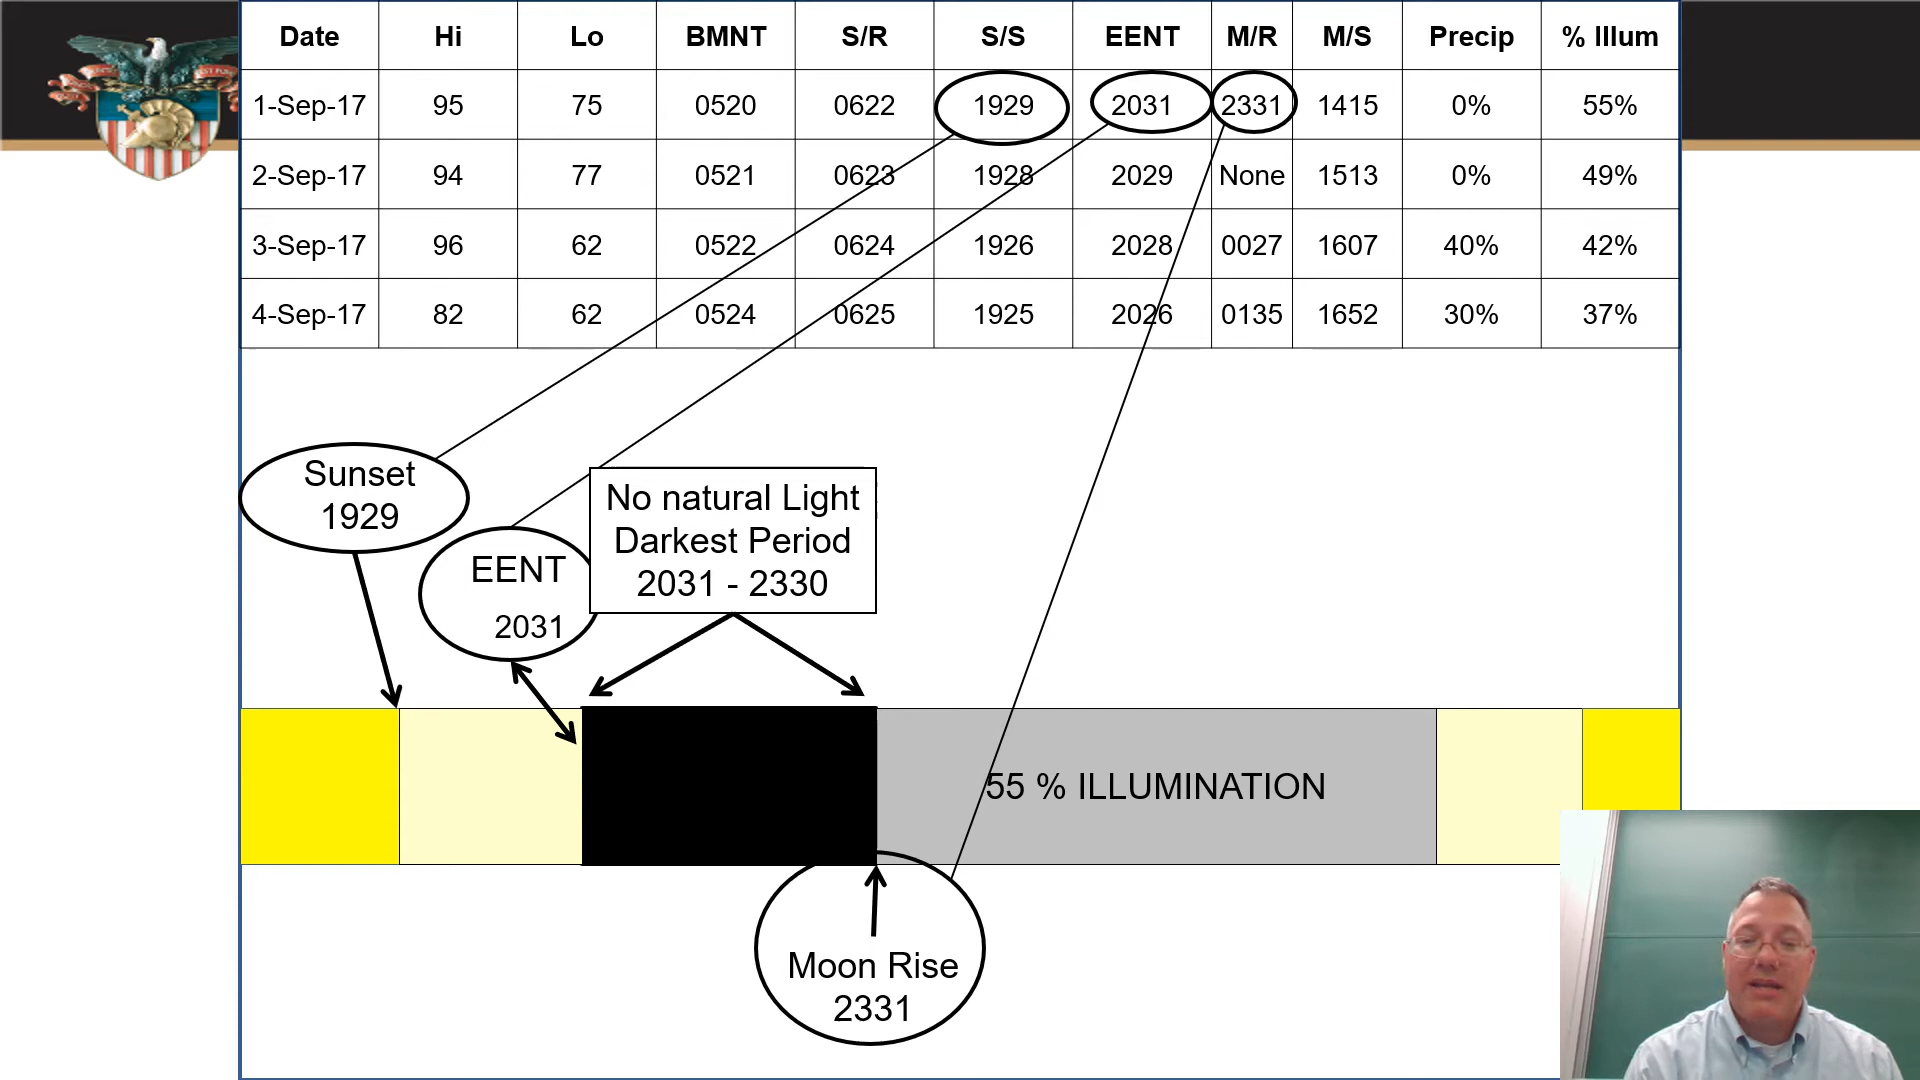 Date Hi Lo BMNT S/R S/S EENT M/R M/S Precip % Illum
1-Sep-17 95 75 0520 0622 1929 2031 2331 1415 0% 55%
2-Sep-17 94 77 0521 0623 1928 2029 None 1513 0% 49%
3-Sep-17 96 62 0522 0624 1926 2028 0027 1607 40% 42%
4-Sep-17 82 62 0524 0625 1925 2026 0135 1652 30% 37%
Sunset
1929
EENT
2031
No natural Light
Darkest Period
2031 - 2330
55 % ILLUMINATION
Moon Rise
2331